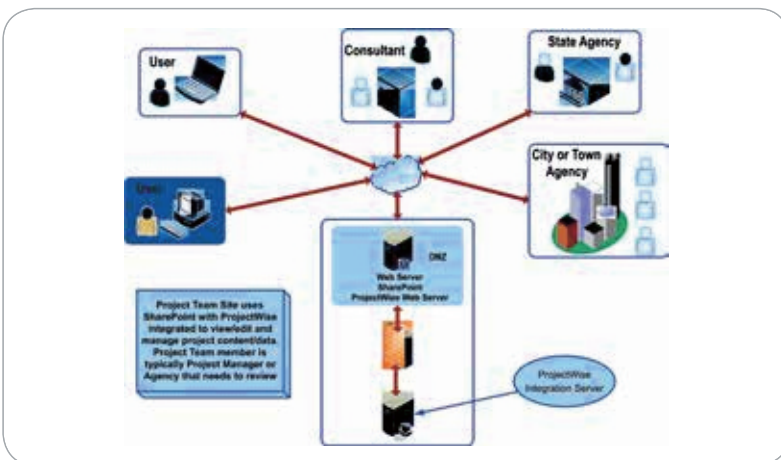 User
Consultant
State Agency
City or Town
Agency
User
DMZ
Web Server
SharePoint
ProjectWise Web Server
Project Team Site uses
SharePoint with ProjectWise
integrated to view/edit and
manage project content/data.
Project Team member is
typically Project Manager or
Agency that needs to review
ProjectWise
Integration Server